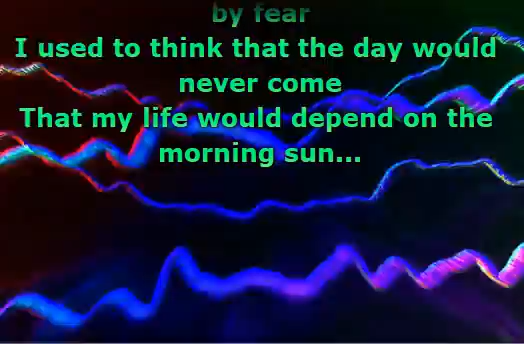 by fear
I used to think that the day would
never come
That my life would depend on the
morning sun...